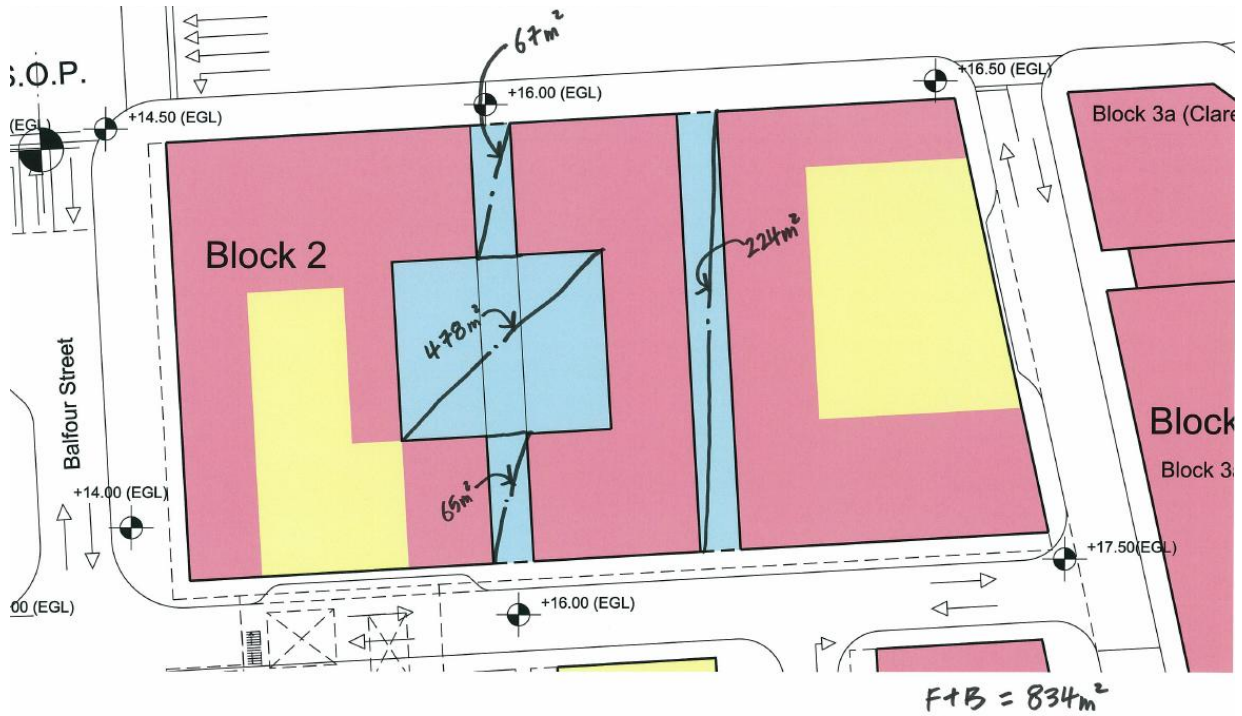 67m²
S.O.P.
+16.00 (EGL)
+16.50 (EGL)
(EGL)
+14.50 (EGL)
Block 3a (Clare
Block 2
224m²
478m²
Balfour Street
Block
Block 3a
65m²
+14.00 (EGL)
+17.50(EGL)
00 (EGL)
+16.00 (EGL)
F+B = 834m²